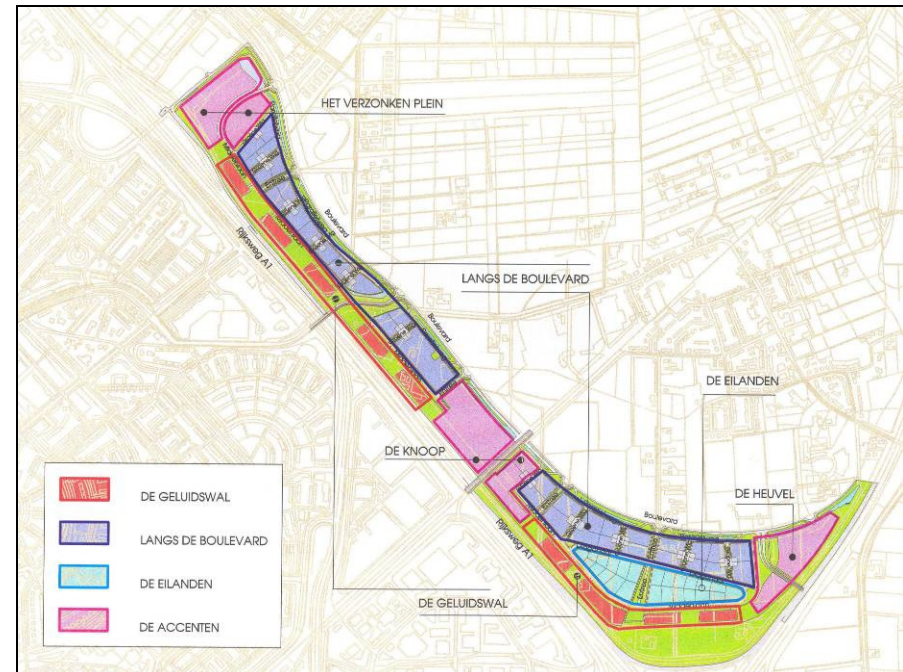 HET VERZONKEN PLEIN
Boulevard
Rijksweg A1
LANGS DE BOULEVARD
Boulevard
DE EILANDEN
DE KNOOP
DE HEUVEL
Boulevard
Rijksweg A1
DE GELUIDSWAL
DE GELUIDSWAL
LANGS DE BOULEVARD
DE EILANDEN
DE ACCENTEN